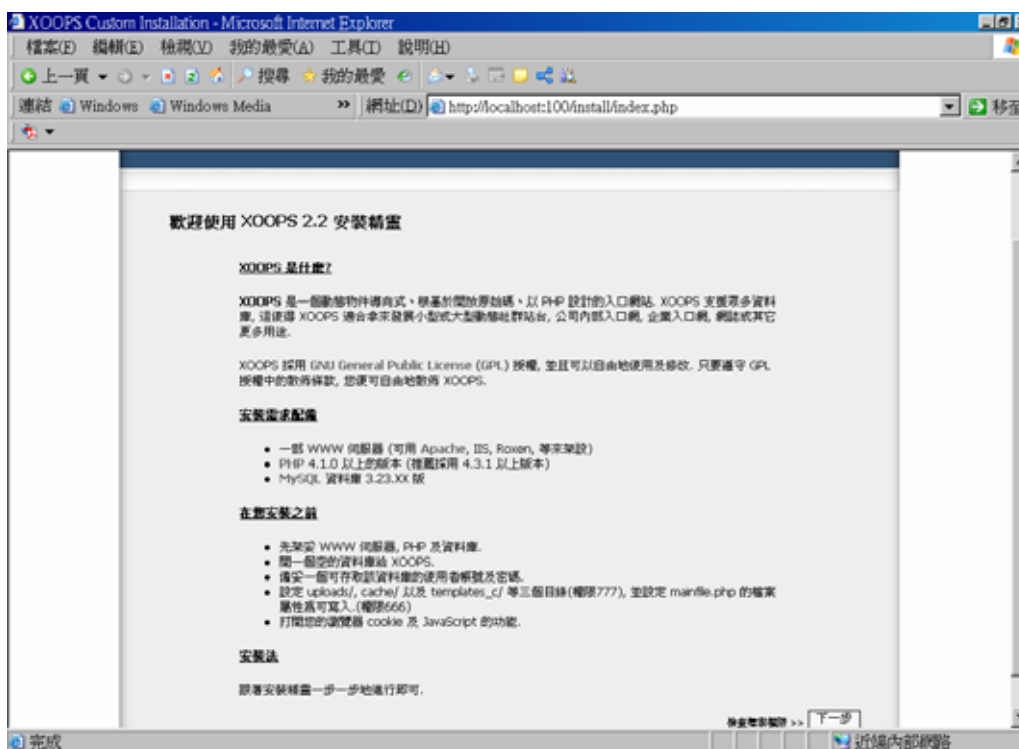 XOOPS Custom Installation - Microsoft Internet Explorer
檔案(F) 編輯(E) 檢視(V) 我的最愛(A) 工具(T) 說明(H)
上一頁 搜尋 我的最愛
連結 Windows Windows Media » 網址(D) http://localhost:100/install/index.php 移至
歡迎使用 XOOPS 2.2 安裝精靈
XOOPS 是什麼?
XOOPS 是一個動態物件導向式、根基於開放原始碼、以 PHP 設計的入口網站. XOOPS 支援眾多資料
庫, 這使得 XOOPS 適合拿來發展小型或大型動態社群站台, 公司內部入口網, 企業入口網, 網誌或其它
更多用途.
XOOPS 採用 GNU General Public License (GPL) 授權, 並且可以自由地使用及修改. 只要遵守 GPL
授權中的散佈條款, 您便可自由地散佈 XOOPS.
安裝需求配備
• 一部 WWW 伺服器 (可用 Apache, IIS, Roxen, 等來架設)
• PHP 4.1.0 以上的版本 (推薦採用 4.3.1 以上版本)
• MySQL 資料庫 3.23.XX 版
在您安裝之前
• 先架妥 WWW 伺服器, PHP 及資料庫.
• 開一個空的資料庫給 XOOPS.
• 備妥一個可存取該資料庫的使用者帳號及密碼.
• 設定 uploads/, cache/ 以及 templates_c/ 等三個目錄(權限777), 並設定 mainfile.php 的檔案
屬性為可寫入.(權限666)
• 打開您的瀏覽器 cookie 及 JavaScript 的功能.
安裝法
跟著安裝精靈一步一步地進行即可.
檢查檔案權限 >> 下一步
完成 近端內部網路